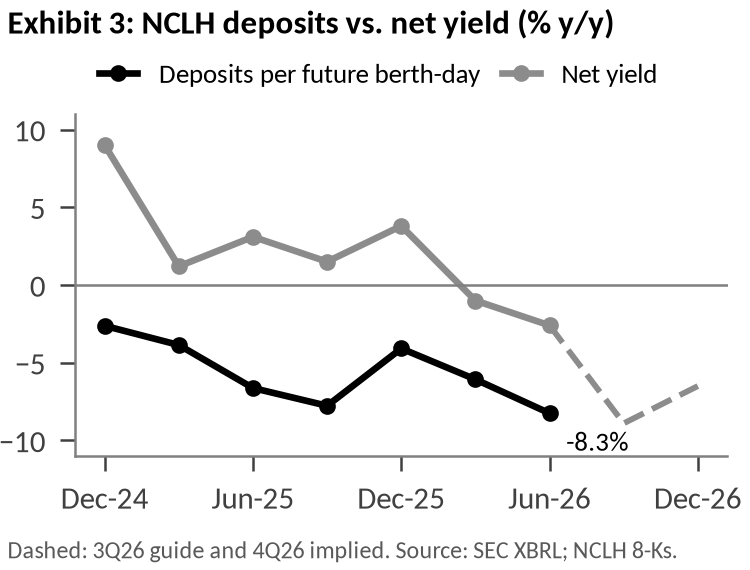 Exhibit 3: NCLH deposits vs. net yield (% y/y)
Deposits per future berth-day Net yield
10
5
0
−5
−10
-8.3%
Dec-24 Jun-25 Dec-25 Jun-26 Dec-26
Dashed: 3Q26 guide and 4Q26 implied. Source: SEC XBRL; NCLH 8-Ks.